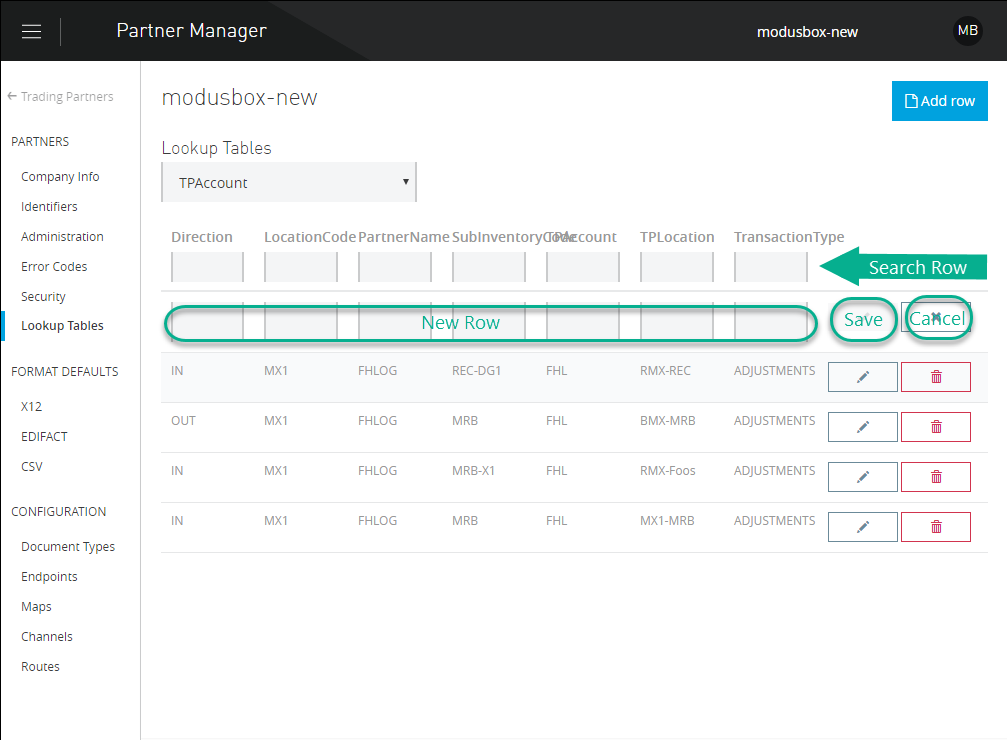 Partner Manager modusbox-new MB
← Trading Partners
modusbox-new
Add row
PARTNERS
Company Info
Identifiers
Administration
Error Codes
Security
Lookup Tables
FORMAT DEFAULTS
X12
EDIFACT
CSV
CONFIGURATION
Document Types
Endpoints
Maps
Channels
Routes
Lookup Tables
TPAccount
Direction LocationCode PartnerName SubInventoryCode TPAccount TPLocation TransactionType
Search Row
New Row Save Cancel
IN MX1 FHLOG REC-DG1 FHL RMX-REC ADJUSTMENTS
OUT MX1 FHLOG MRB FHL BMX-MRB ADJUSTMENTS
IN MX1 FHLOG MRB-X1 FHL RMX-Foos ADJUSTMENTS
IN MX1 FHLOG MRB FHL MX1-MRB ADJUSTMENTS